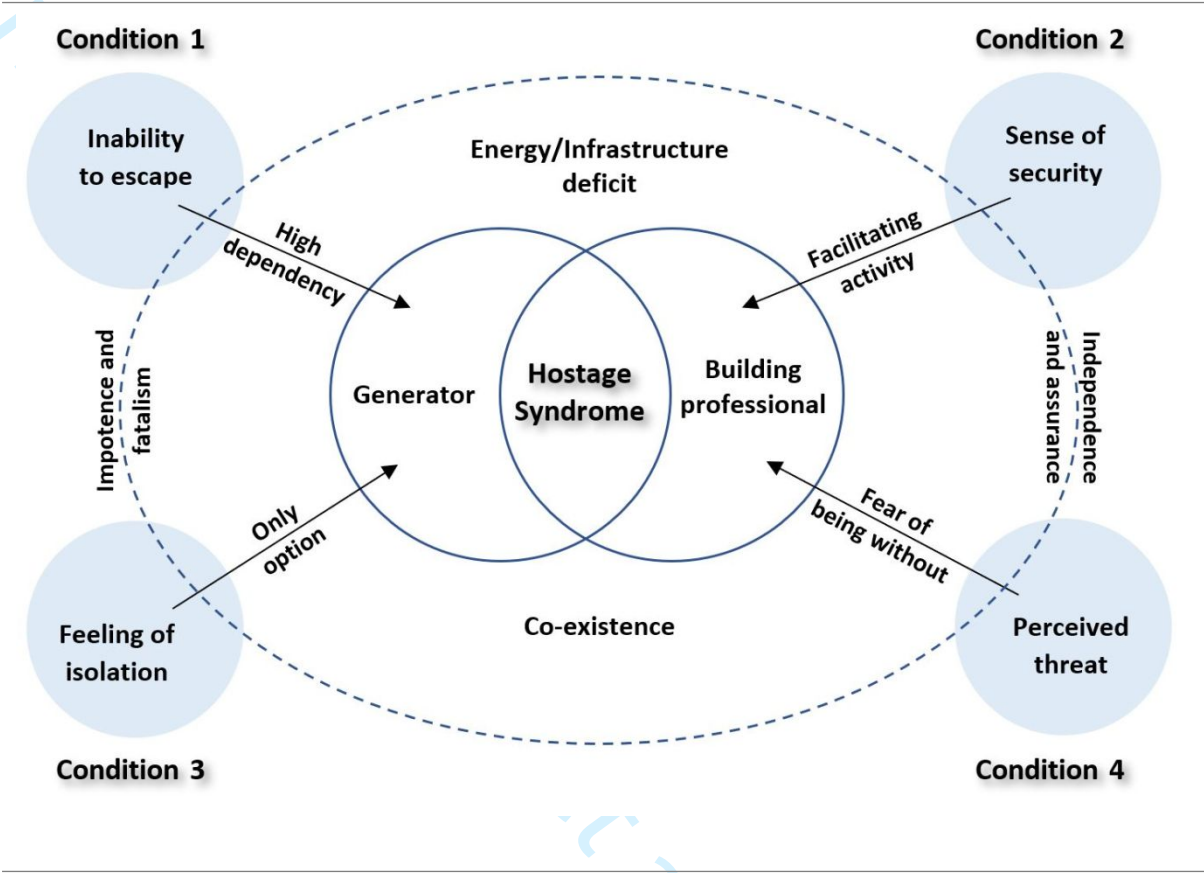 Condition 1
Condition 2
Inability
to escape
Sense of
security
Energy/Infrastructure
deficit
High
dependency
Facilitating
activity
Impotence and
fatalism
Generator
Hostage
Syndrome
Building
professional
Independence
and assurance
Only
option
Fear of
being without
Feeling of
isolation
Co-existence
Perceived
threat
Condition 3
Condition 4